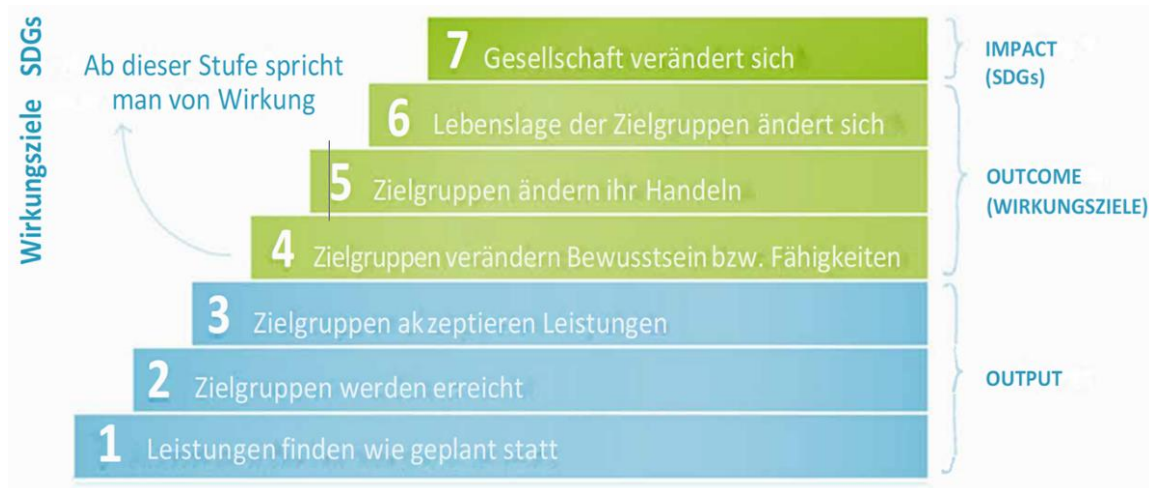 SDGs
Wirkungsziele
Ab dieser Stufe spricht
man von Wirkung
7 Gesellschaft verändert sich
6 Lebenslage der Zielgruppen ändert sich
5 Zielgruppen ändern ihr Handeln
4 Zielgruppen verändern Bewusstsein bzw. Fähigkeiten
3 Zielgruppen akzeptieren Leistungen
2 Zielgruppen werden erreicht
1 Leistungen finden wie geplant statt
IMPACT
(SDGs)
OUTCOME
(WIRKUNGSZIELE)
OUTPUT